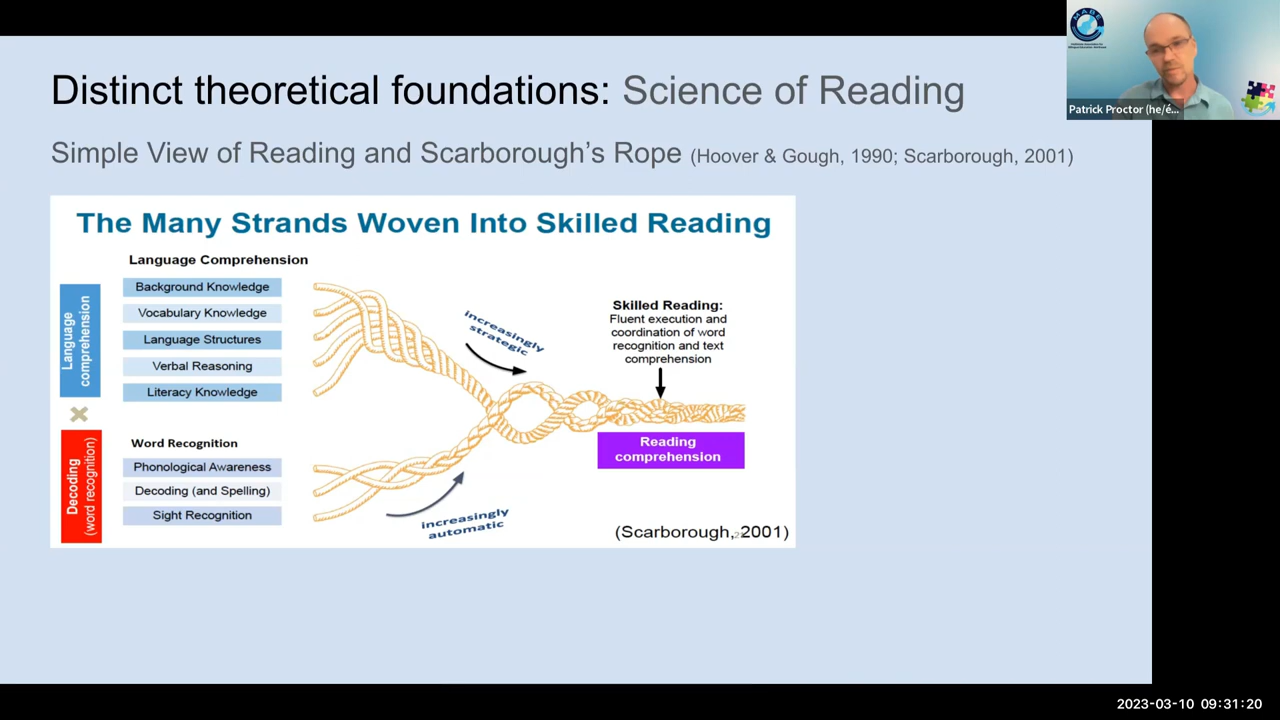 Distinct theoretical foundations: Science of Reading
Simple View of Reading and Scarborough's Rope (Hoover & Gough, 1990; Scarborough, 2001)
The Many Strands Woven Into Skilled Reading
Language Comprehension
Background Knowledge
Vocabulary Knowledge
Language Structures
Verbal Reasoning
Literacy Knowledge
Language
comprehension
Word Recognition
Phonological Awareness
Decoding (and Spelling)
Sight Recognition
Decoding
(word recognition)
increasingly
strategic
increasingly
automatic
Skilled Reading:
Fluent execution and
coordination of word
recognition and text
comprehension
Reading
comprehension
(Scarborough, 2001)
MABE
Patrick Proctor (he/é...
2023-03-10 09:31:20